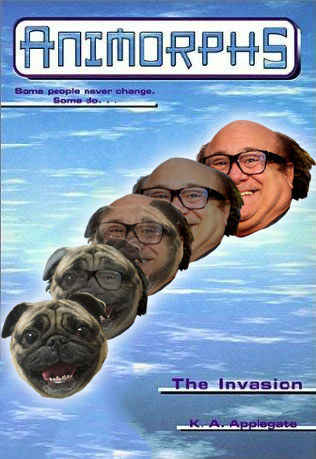 ANIMORPHS
Some people never change.
Some do. . .
The Invasion
K. A. Applegate